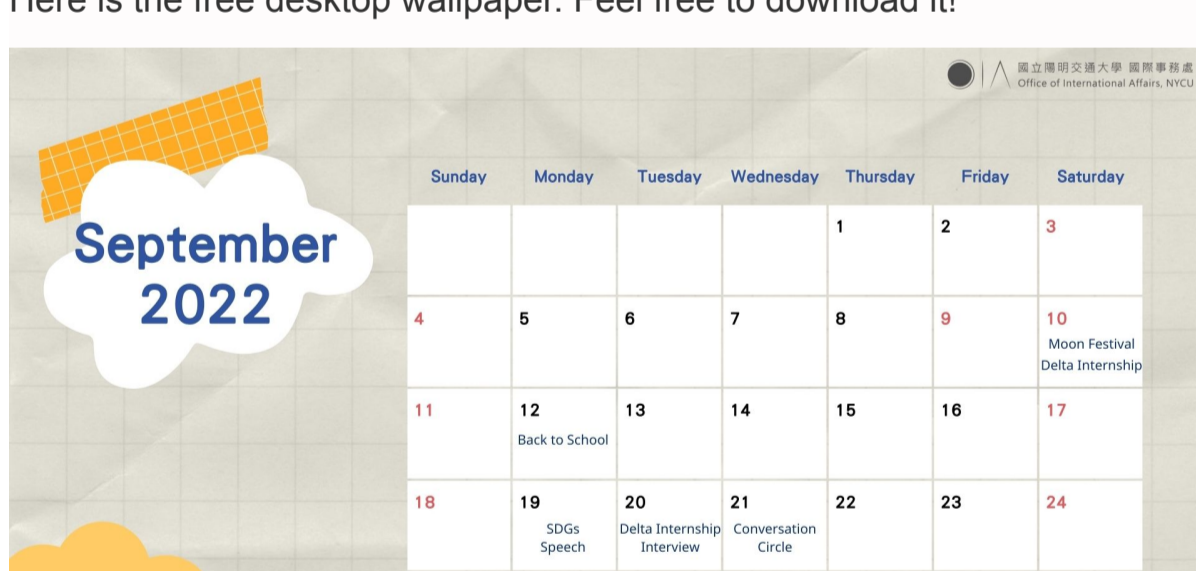 Here is the free desktop wallpaper. Feel free to download it!
國立陽明交通大學 國際事務處
Office of International Affairs, NYCU
September
2022
Sunday Monday Tuesday Wednesday Thursday Friday Saturday
1 2 3
4 5 6 7 8 9 10
Moon Festival
Delta Internship
11 12 13 14 15 16 17
Back to School
18 19 20 21 22 23 24
SDGs Delta Internship Conversation
Speech Interview Circle